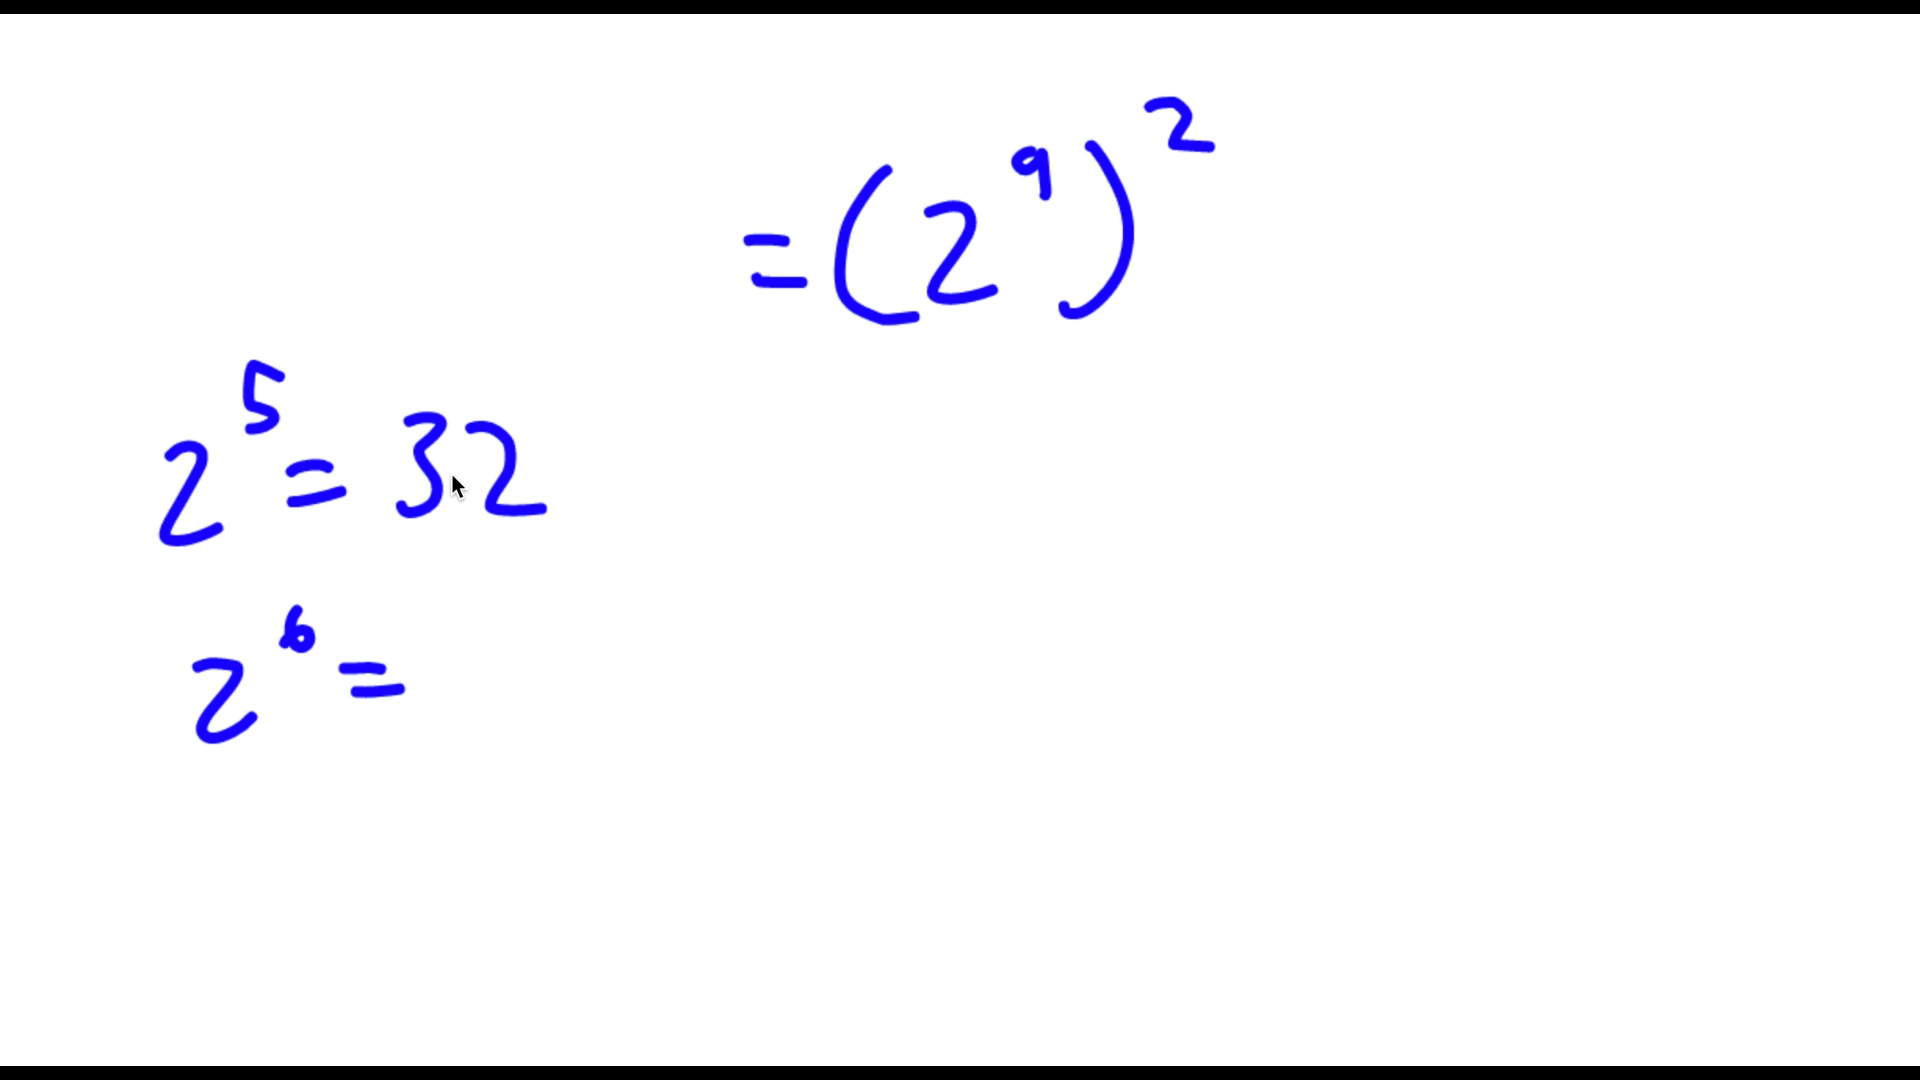 = (2⁹)²
2⁵ = 32
2⁶ =